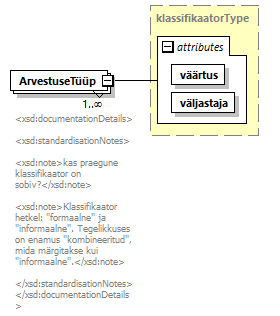 klassifikaatorType
attributes
ArvestuseTüüp
väärtus
väljastaja
1..∞
<xsd:documentationDetails>
<xsd:standardisationNotes>
<xsd:note>kas praegune
klassifikaator on
sobiv?</xsd:note>
<xsd:note>Klassifikaator
hetkel: "formaalne" ja
"informaalne". Tegelikkuses
on enamus "kombineeritud",
mida märgitakse kui
"informaalne".</xsd:note>
</xsd:standardisationNotes>
</xsd:documentationDetails
>